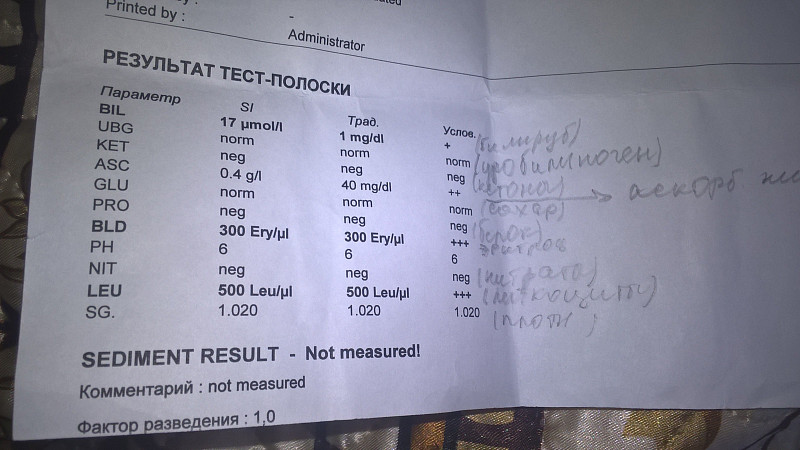 Printed by :
-
Administrator
РЕЗУЛЬТАТ ТЕСТ-ПОЛОСКИ
Параметр SI Трад. Услов.
BIL 17 µmol/l 1 mg/dl + (билируб)
UBG norm norm norm (уробилиноген)
KET neg neg neg (кетоны)
ASC 0.4 g/l 40 mg/dl ++ аскорб.
GLU norm norm norm (сахар)
PRO neg neg neg (белок)
BLD 300 Ery/µl 300 Ery/µl +++
PH 6 6 6
NIT neg neg neg (нитраты)
LEU 500 Leu/µl 500 Leu/µl +++ (лейкоциты)
SG. 1.020 1.020 1.020 (плотн
SEDIMENT RESULT - Not measured!
Комментарий : not measured
Фактор разведения : 1,0